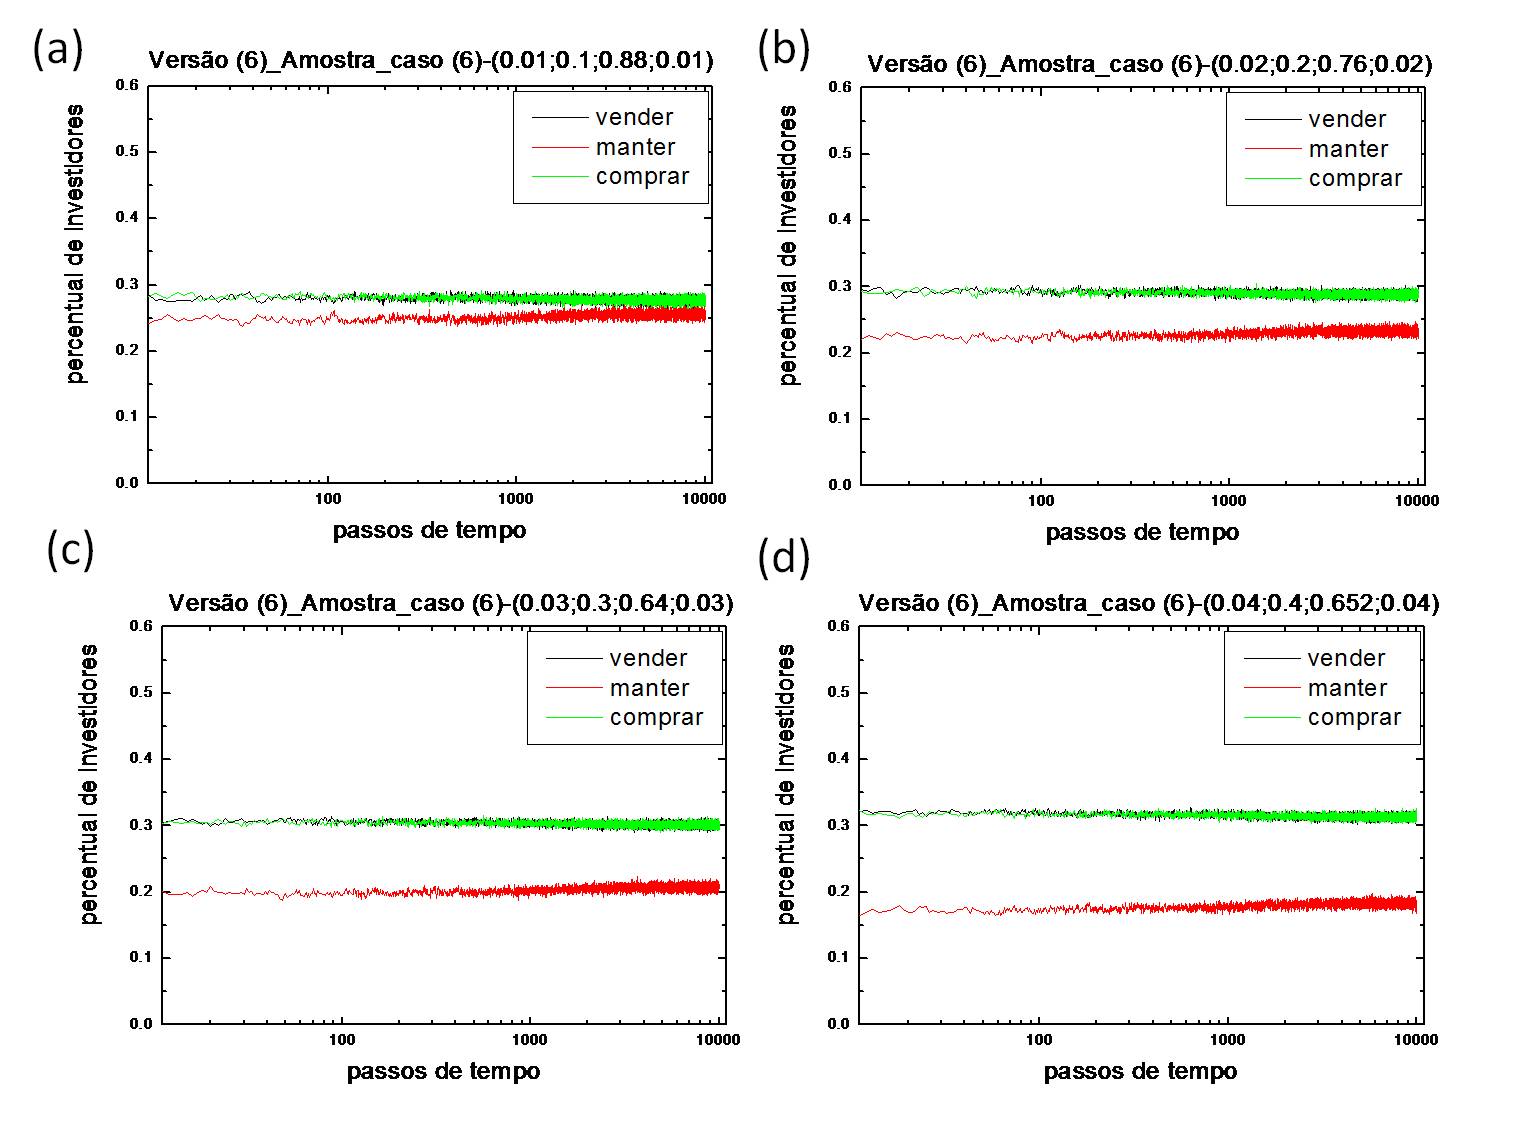 (a)
Versão (6)_Amostra_caso (6)-(0.01;0.1;0.88;0.01)
percentual de Investidores
0.6
0.5
0.4
0.3
0.2
0.1
0.0
vender
manter
comprar
100
1000
10000
passos de tempo
(b)
Versão (6)_Amostra_caso (6)-(0.02;0.2;0.76;0.02)
percentual de Investidores
0.6
0.5
0.4
0.3
0.2
0.1
0.0
vender
manter
comprar
100
1000
10000
passos de tempo
(c)
Versão (6)_Amostra_caso (6)-(0.03;0.3;0.64;0.03)
percentual de Investidores
0.6
0.5
0.4
0.3
0.2
0.1
0.0
vender
manter
comprar
100
1000
10000
passos de tempo
(d)
Versão (6)_Amostra_caso (6)-(0.04;0.4;0.652;0.04)
percentual de Investidores
0.6
0.5
0.4
0.3
0.2
0.1
0.0
vender
manter
comprar
100
1000
10000
passos de tempo